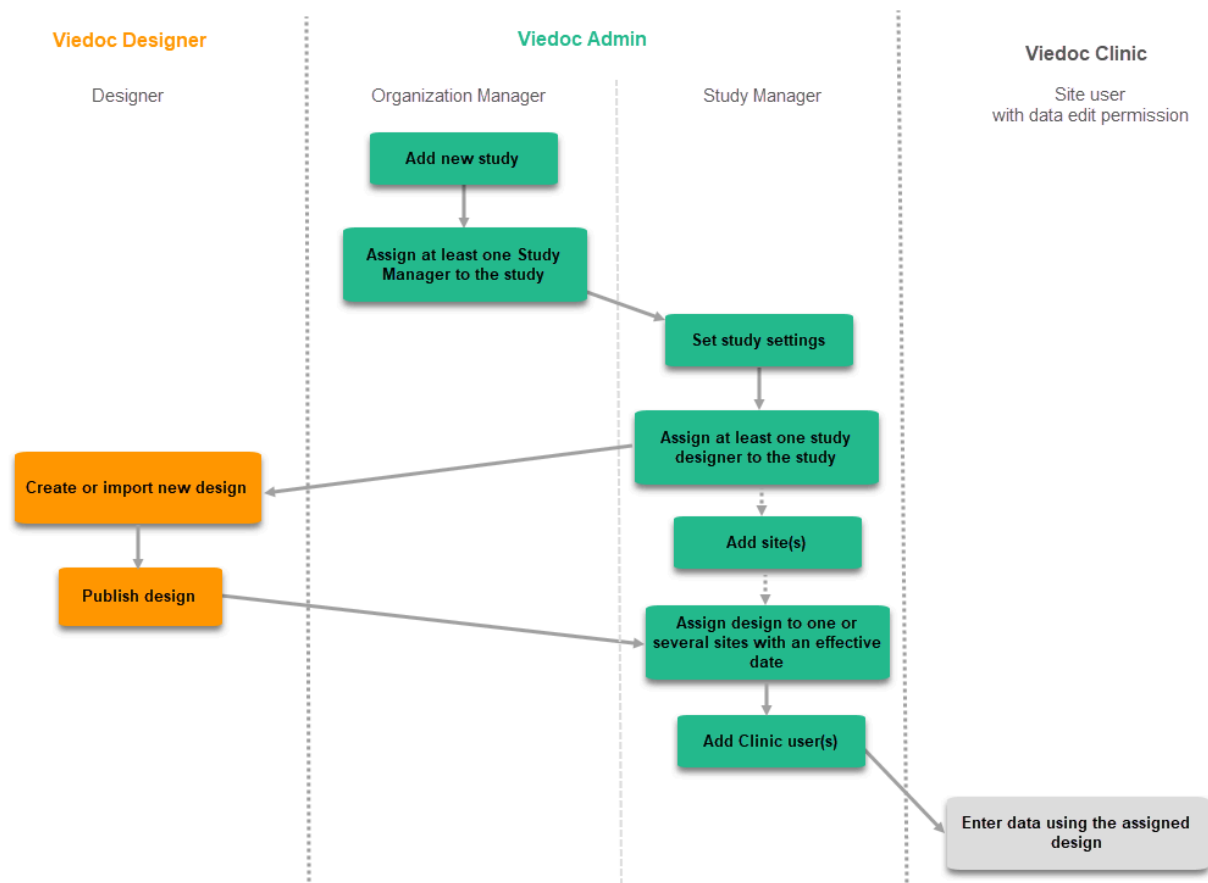 Viedoc Designer
Viedoc Admin
Viedoc Clinic
Designer
Organization Manager
Study Manager
Site user
with data edit permission
Add new study
Assign at least one Study
Manager to the study
Set study settings
Assign at least one study
designer to the study
Create or import new design
Add site(s)
Publish design
Assign design to one or
several sites with an effective
date
Add Clinic user(s)
Enter data using the assigned
design